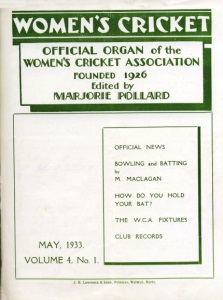 WOMEN'S CRICKET
OFFICIAL ORGAN of the
WOMEN'S CRICKET ASSOCIATION
FOUNDED 1926
Edited by
MARJORIE POLLARD
OFFICIAL NEWS
BOWLING and BATTING
by
M. MACLAGAN
HOW DO YOU HOLD
YOUR BAT?
THE W.C.A. FIXTURES
CLUB RECORDS
MAY, 1933.
VOLUME 4, No. 1.